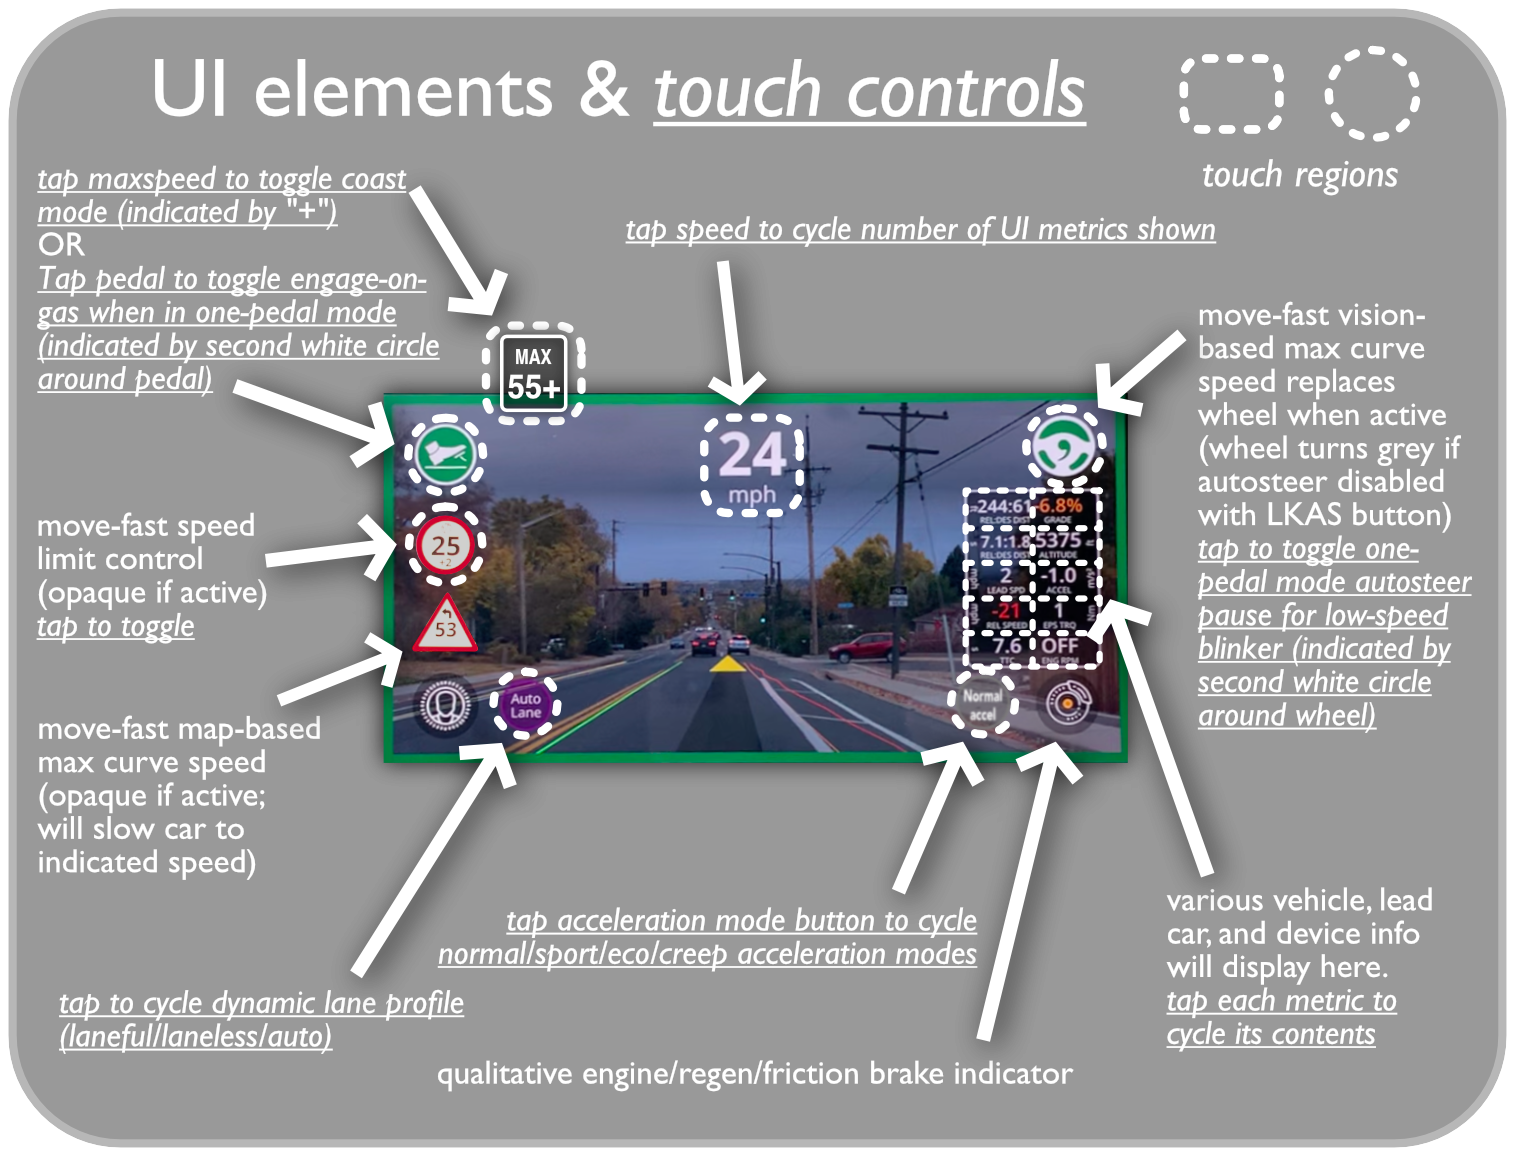 UI elements & touch controls
touch regions
tap maxspeed to toggle coast
mode (indicated by "+")
OR
Tap pedal to toggle engage-on-
gas when in one-pedal mode
(indicated by second white circle
around pedal)
tap speed to cycle number of UI metrics shown
move-fast vision-
based max curve
speed replaces
wheel when active
(wheel turns grey if
autosteer disabled
with LKAS button)
tap to toggle one-
pedal mode autosteer
pause for low-speed
blinker (indicated by
second white circle
around wheel)
MAX
55+
24
mph
move-fast speed
limit control
(opaque if active)
tap to toggle
25
+2
53
244:61 -6.8%
REL:DES DIST GRADE
7.1:1.8 5375
REL:DES DIST ALTITUDE
2 -1.0
LEAD SPD ACCEL
-21 1
REL SPEED EPS TRQ
7.6 OFF
TTC ENG RPM
mph
mph
Auto
Lane
Normal
accel
move-fast map-based
max curve speed
(opaque if active;
will slow car to
indicated speed)
various vehicle, lead
car, and device info
will display here.
tap each metric to
cycle its contents
tap acceleration mode button to cycle
normal/sport/eco/creep acceleration modes
tap to cycle dynamic lane profile
(laneful/laneless/auto)
qualitative engine/regen/friction brake indicator